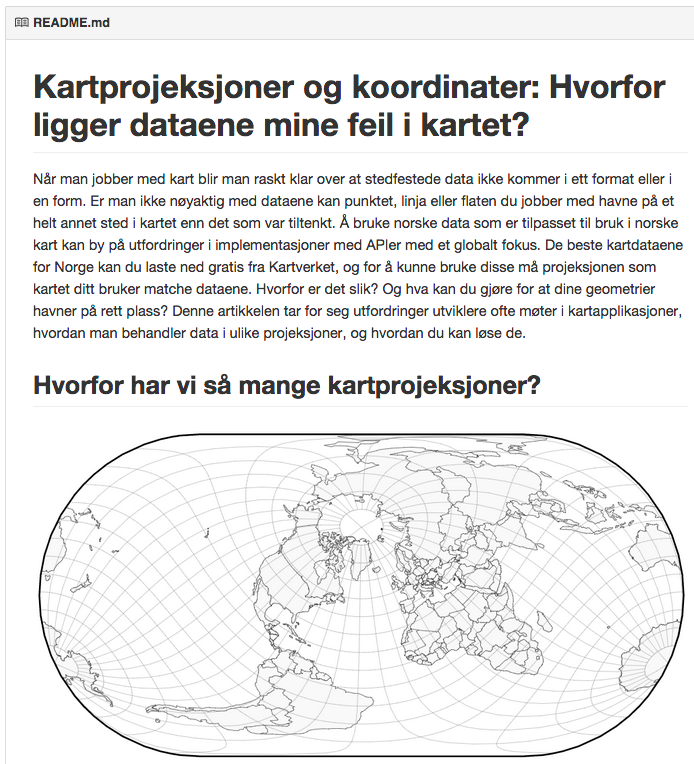 README.md
Kartprojeksjoner og koordinater: Hvorfor
ligger dataene mine feil i kartet?
Når man jobber med kart blir man raskt klar over at stedfestede data ikke kommer i ett format eller i
en form. Er man ikke nøyaktig med dataene kan punktet, linja eller flaten du jobber med havne på et
helt annet sted i kartet enn det som var tiltenkt. Å bruke norske data som er tilpasset til bruk i norske
kart kan by på utfordringer i implementasjoner med APIer med et globalt fokus. De beste kartdataene
for Norge kan du laste ned gratis fra Kartverket, og for å kunne bruke disse må projeksjonen som
kartet ditt bruker matche dataene. Hvorfor er det slik? Og hva kan du gjøre for at dine geometrier
havner på rett plass? Denne artikkelen tar for seg utfordringer utviklere ofte møter i kartapplikasjoner,
hvordan man behandler data i ulike projeksjoner, og hvordan du kan løse de.
Hvorfor har vi så mange kartprojeksjoner?